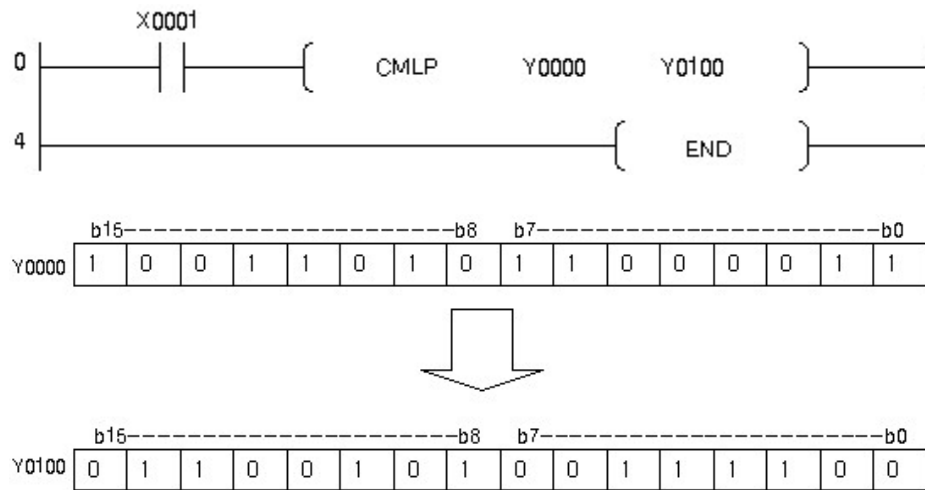 X0001
0 CMLP Y0000 Y0100
4 END
b15 b8 b7 b0
Y0000 1 0 0 1 1 0 1 0 1 1 0 0 0 0 1 1
b15 b8 b7 b0
Y0100 0 1 1 0 0 1 0 1 0 0 1 1 1 1 0 0